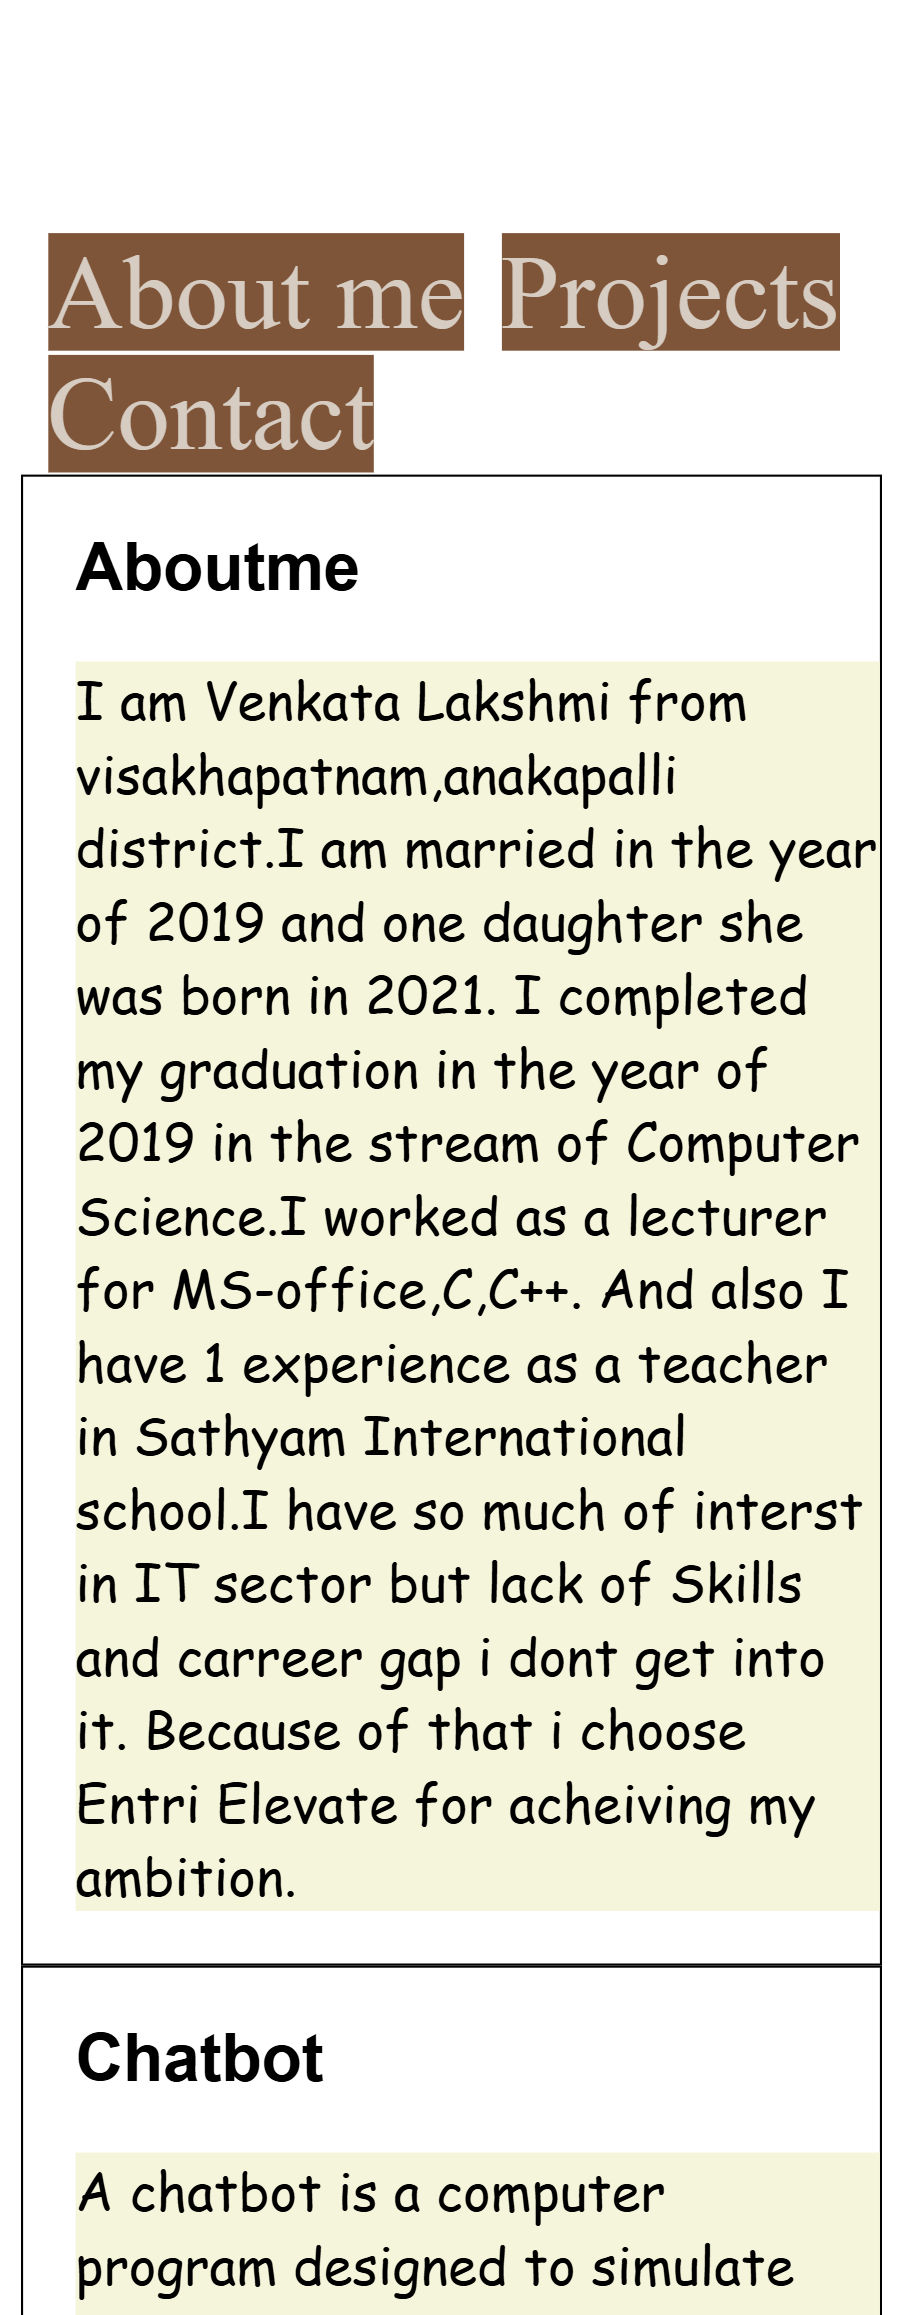 About me Projects
Contact
Aboutme
I am Venkata Lakshmi from
visakhapatnam,anakapalli
district.I am married in the year
of 2019 and one daughter she
was born in 2021. I completed
my graduation in the year of
2019 in the stream of Computer
Science.I worked as a lecturer
for MS-office,C,C++. And also I
have 1 experience as a teacher
in Sathyam International
school.I have so much of interst
in IT sector but lack of Skills
and carreer gap i dont get into
it. Because of that i choose
Entri Elevate for acheiving my
ambition.
Chatbot
A chatbot is a computer
program designed to simulate